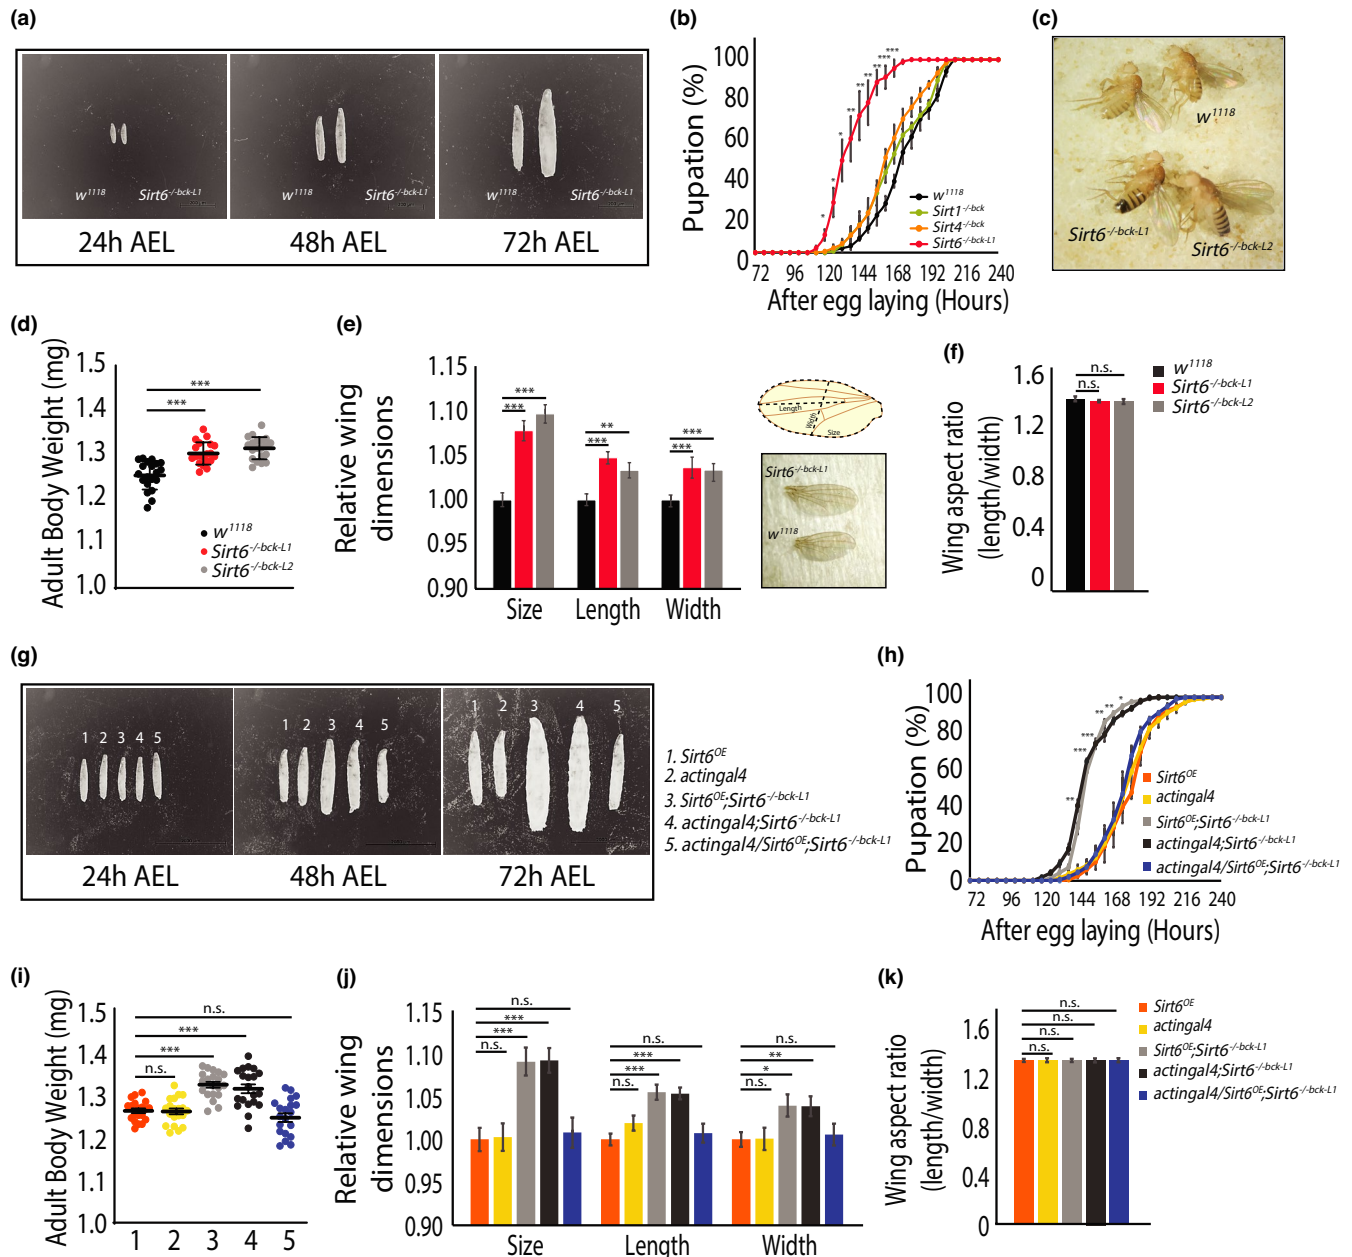 (a)
w1118 Sirt6-/-bck-L1
w1118 Sirt6-/-bck-L1
w1118 Sirt6-/-bck-L1
24h AEL 48h AEL 72h AEL
(b)
Pupation (%)
100
80
60
40
20
0
72 96 120 144 168 192 216 240
After egg laying (Hours)
* * * ** ** ** ** *** ***
w1118
Sirt1-/-bck
Sirt4-/-bck
Sirt6-/-bck-L1
(c)
w1118
Sirt6-/-bck-L1
Sirt6-/-bck-L2
(d)
Adult Body Weight (mg)
1.5
1.4
1.3
1.2
1.1
1.0
***
***
w1118
Sirt6-/-bck-L1
Sirt6-/-bck-L2
(e)
Relative wing
dimensions
1.15
1.10
1.05
1.00
0.95
0.90
***
***
**
***
***
***
Size Length Width
Length
Width
Size
Sirt6-/-bck-L1
w1118
(f)
Wing aspect ratio
(length/width)
1.6
1.2
0.8
0.4
0
n.s.
n.s.
w1118
Sirt6-/-bck-L1
Sirt6-/-bck-L2
(g)
1 2 3 4 5
1 2 3 4 5
1 2 3 4 5
24h AEL 48h AEL 72h AEL
1. Sirt6OE
2. actingal4
3. Sirt6OE;Sirt6-/-bck-L1
4. actingal4;Sirt6-/-bck-L1
5. actingal4/Sirt6OE;Sirt6-/-bck-L1
(h)
Pupation (%)
100
80
60
40
20
0
72 96 120 144 168 192 216 240
After egg laying (Hours)
** *** *** ** ** *
Sirt6OE
actingal4
Sirt6OE;Sirt6-/-bck-L1
actingal4;Sirt6-/-bck-L1
actingal4/Sirt6OE;Sirt6-/-bck-L1
(i)
Adult Body Weight (mg)
1.5
1.4
1.3
1.2
1.1
1.0
n.s.
***
***
n.s.
1 2 3 4 5
(j)
Relative wing
dimensions
1.15
1.10
1.05
1.00
0.95
0.90
n.s.
***
***
n.s.
n.s.
***
***
n.s.
n.s.
**
*
n.s.
Size Length Width
(k)
Wing aspect ratio
(length/width)
1.6
1.2
0.8
0.4
0
n.s.
n.s.
n.s.
n.s.
Sirt6OE
actingal4
Sirt6OE;Sirt6-/-bck-L1
actingal4;Sirt6-/-bck-L1
actingal4/Sirt6OE;Sirt6-/-bck-L1